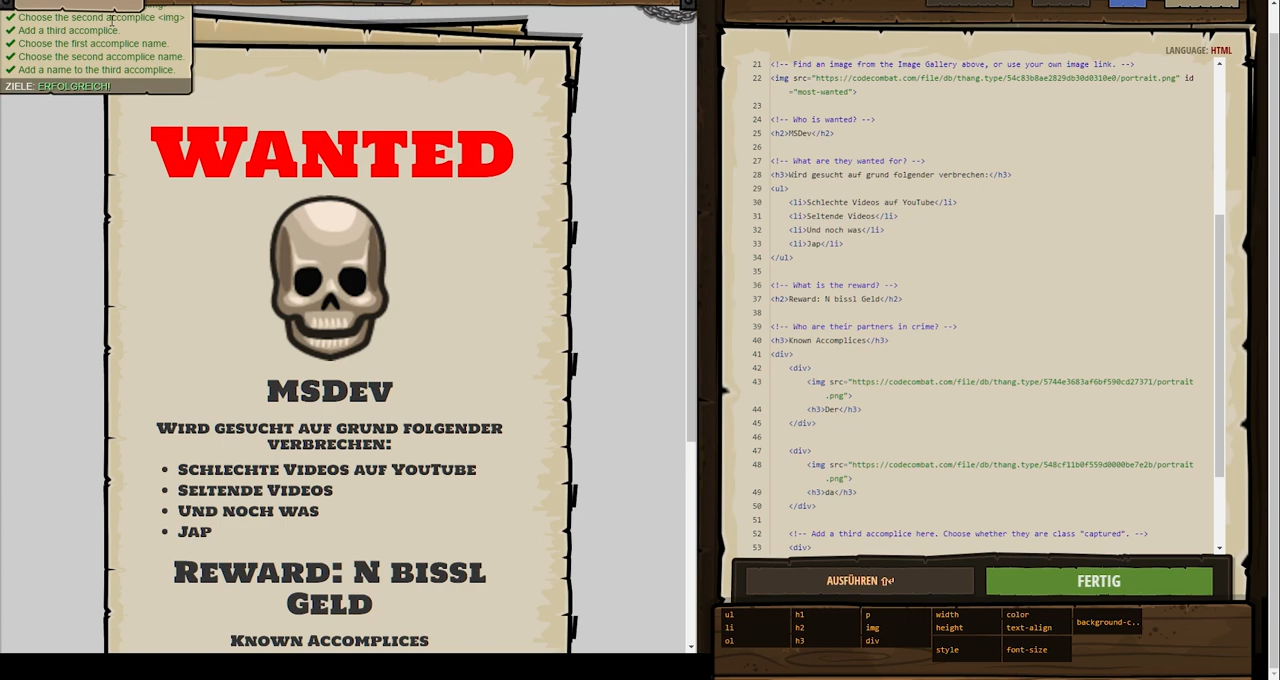 ✔ Choose the second accomplice <img>
✔ Add a third accomplice.
✔ Choose the first accomplice name.
✔ Choose the second accomplice name.
✔ Add a name to the third accomplice.
ZIELE: ERFOLGREICH!
WANTED
MSDev
Wird gesucht auf grund folgender
verbrechen:
• Schlechte Videos auf YouTube
• Seltende Videos
• Und noch was
• Jap
Reward: N bissl
Geld
Known Accomplices
LANGUAGE: HTML
21 <!-- Find an image from the Image Gallery above, or use your own image link. -->
22 <img src="https://codecombat.com/file/db/thang.type/54c83b8ae2829db30d0310e0/portrait.png" id
="most-wanted">
23
24 <!-- Who is wanted? -->
25 <h2>MSDev</h2>
26
27 <!-- What are they wanted for? -->
28 <h3>Wird gesucht auf grund folgender verbrechen:</h3>
29 <ul>
30 <li>Schlechte Videos auf YouTube</li>
31 <li>Seltende Videos</li>
32 <li>Und noch was</li>
33 <li>Jap</li>
34 </ul>
35
36 <!-- What is the reward? -->
37 <h2>Reward: N bissl Geld</h2>
38
39 <!-- Who are their partners in crime? -->
40 <h3>Known Accomplices</h3>
41 <div>
42 <div>
43 <img src="https://codecombat.com/file/db/thang.type/5744e3683af6bf590cd27371/portrait
.png">
44 <h3>Der</h3>
45 </div>
46
47 <div>
48 <img src="https://codecombat.com/file/db/thang.type/548cf11b0f559d0000be7e2b/portrait
.png">
49 <h3>da</h3>
50 </div>
51
52 <!-- Add a third accomplice here. Choose whether they are class "captured". -->
53 <div>
AUSFÜHREN
FERTIG
ul h1 p width color background-c..
li h2 img height text-align
ol h3 div style font-size